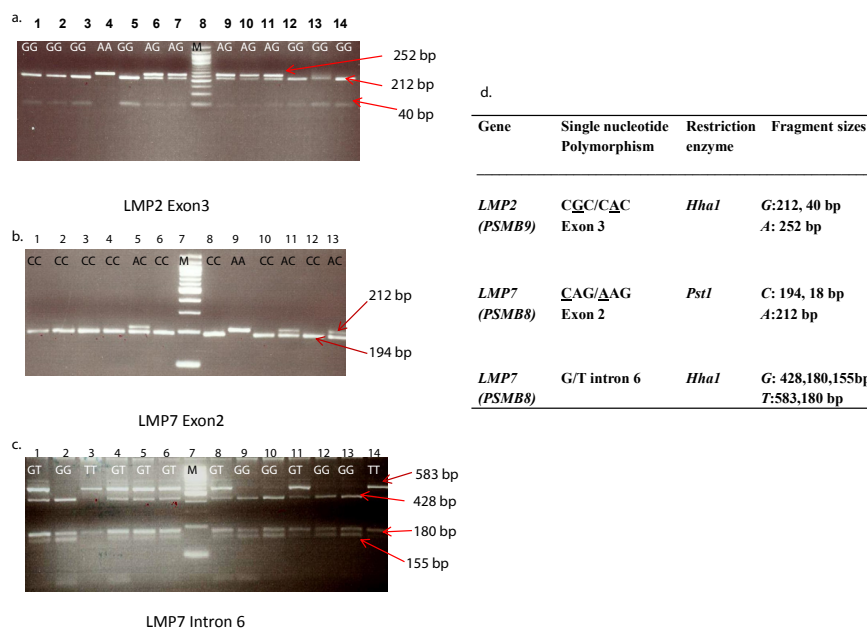 a.
1 2 3 4 5 6 7 8 9 10 11 12 13 14
GG GG GG AA GG AG AG M AG AG AG GG GG GG
252 bp
212 bp
40 bp
LMP2 Exon3
b.
1 2 3 4 5 6 7 8 9 10 11 12 13
CC CC CC CC AC CC M CC AA CC AC CC AC
212 bp
194 bp
LMP7 Exon2
c.
1 2 3 4 5 6 7 8 9 10 11 12 13 14
GT GG TT GT GT GT M GT GG GG GT GG GG TT
583 bp
428 bp
180 bp
155 bp
LMP7 Intron 6
d.
Gene Single nucleotide Restriction Fragment sizes
Polymorphism enzyme
LMP2 CGC/CAC Hha1 G:212, 40 bp
(PSMB9) Exon 3 A: 252 bp
LMP7 CAG/AAG Pst1 C: 194, 18 bp
(PSMB8) Exon 2 A:212 bp
LMP7 G/T intron 6 Hha1 G: 428,180,155bp
(PSMB8) T:583,180 bp